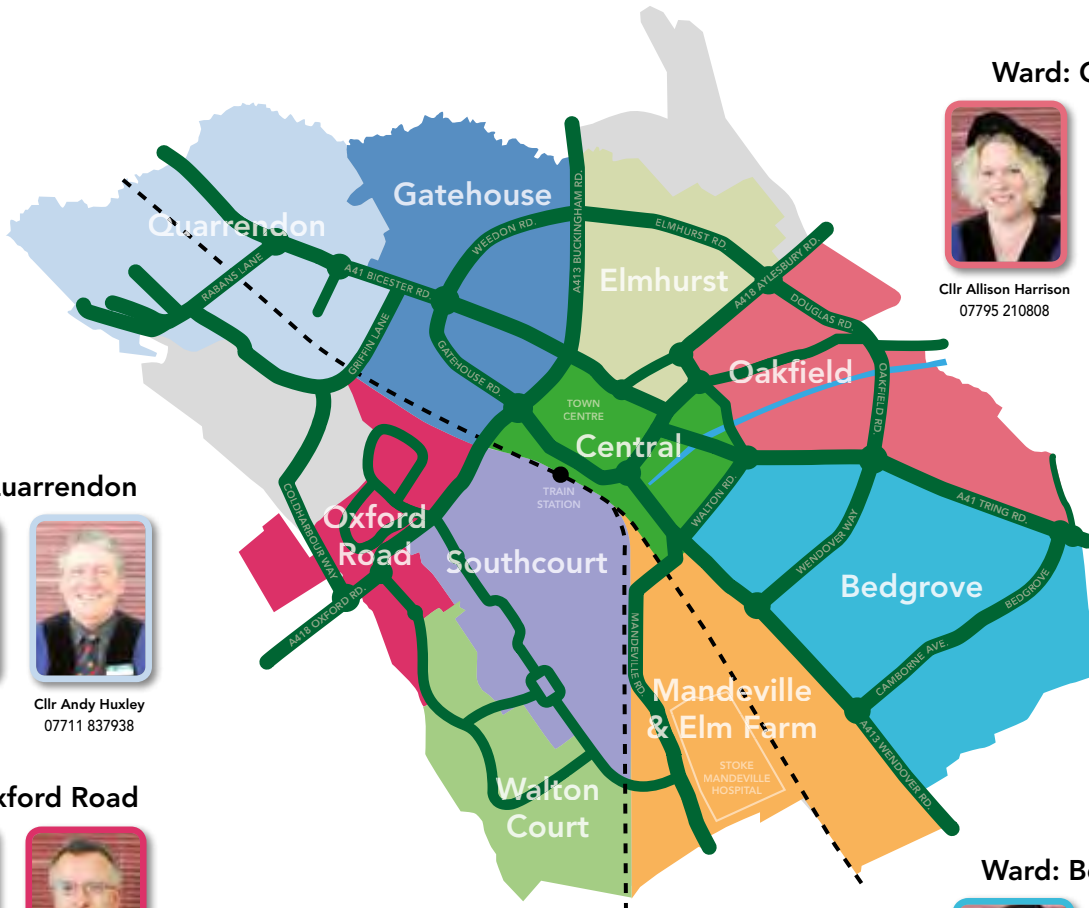 Ward: 
Cllr Allison Harrison
07795 210808
Gatehouse
Quarrendon
WEEDON RD.
A413 BUCKINGHAM RD.
ELMHURST RD.
Elmhurst
A418 AYLESBURY RD.
RABANS LANE
A41 BICESTER RD.
DOUGLAS RD
GRIFFIN LANE
GATEHOUSE RD.
Oakfield
OAKFIELD RD.
TOWN
CENTRE
Central
TRAIN
STATION
WALTON RD.
A41 TRING RD.
uarrendon
Cllr Andy Huxley
07711 837938
COLDHARBOUR WAY
Oxford
Road
A418 OXFORD RD.
Southcourt
WENDOVER WAY
Bedgrove
BEDGROVE
CAMBORNE AVE.
MANDEVILLE RD.
Mandeville
& Elm Farm
STOKE
MANDEVILLE
HOSPITAL
A413 WENDOVER RD.
Walton
Court
xford Road
Ward: Be